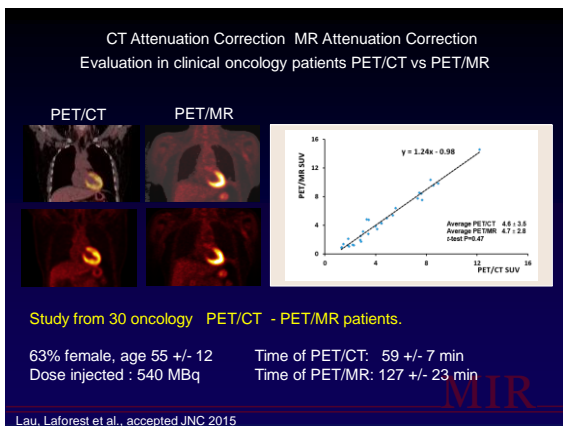 CT Attenuation Correction  MR Attenuation Correction
Evaluation in clinical oncology patients PET/CT vs PET/MR
PET/CT
PET/MR
16
12
8
4
0
PET/MR SUV
y = 1.24x - 0.98
Average PET/CT 4.6 ± 3.5
Average PET/MR 4.7 ± 2.8
t-test P=0.47
0 4 8 12 16
PET/CT SUV
Study from 30 oncology PET/CT - PET/MR patients.
63% female, age 55 +/- 12
Dose injected : 540 MBq
Time of PET/CT: 59 +/- 7 min
Time of PET/MR: 127 +/- 23 min
MIR
Lau, Laforest et al., accepted JNC 2015